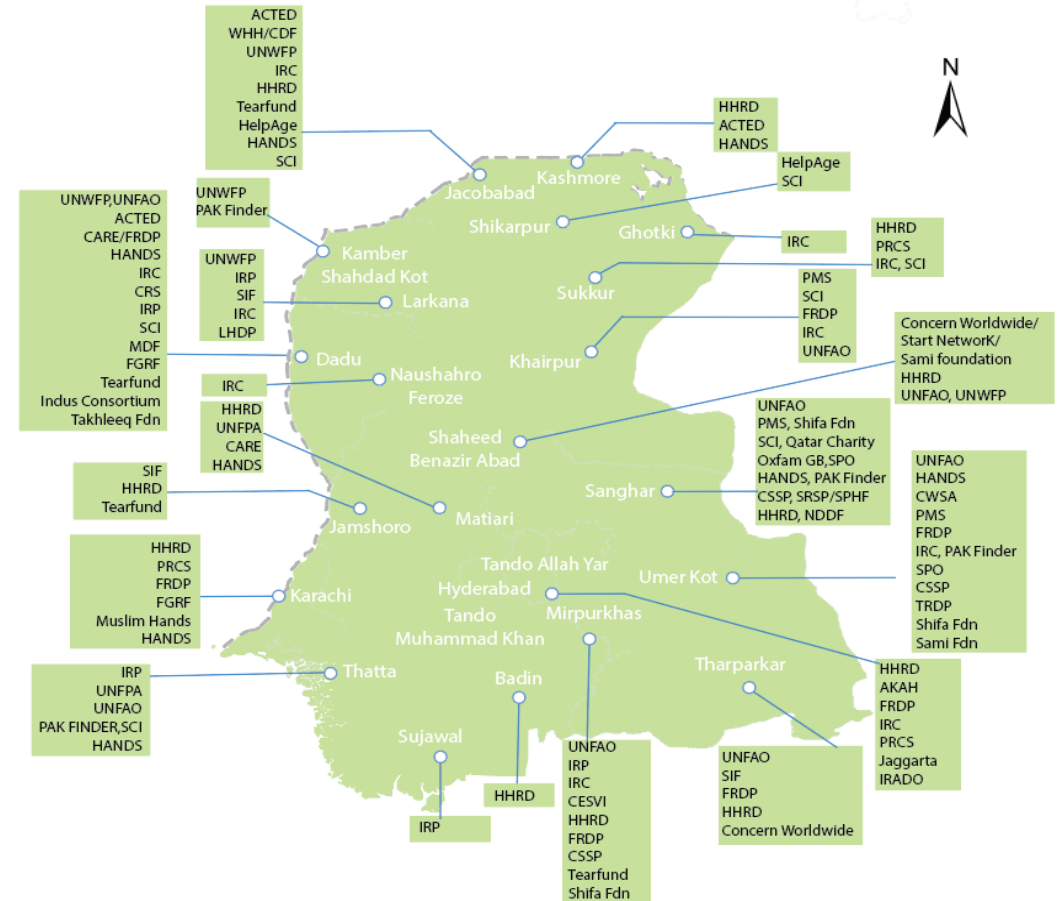 ACTED
WHH/CDF
UNWFP
IRC
HHRD
Tearfund
HelpAge
HANDS
SCI
N
HHRD
ACTED
HANDS
HelpAge
SCI
UNWFP,UNFAO
ACTED
CARE/FRDP
HANDS
IRC
CRS
IRP
SCI
MDF
FGRF
Tearfund
Indus Consortium
Takhleeq Fdn
UNWFP
PAK Finder
Jacobabad
Kashmore
Shikarpur
Ghotki
IRC
HHRD
PRCS
IRC, SCI
Kamber
Shahdad Kot
UNWFP
IRP
SIF
IRC
LHDP
Larkana
Sukkur
PMS
SCI
FRDP
IRC
UNFAO
Dadu
Khairpur
Concern Worldwide/
Start NetworK/
Sami foundation
HHRD
UNFAO, UNWFP
IRC
Naushahro
Feroze
HHRD
UNFPA
CARE
HANDS
Shaheed
Benazir Abad
UNFAO
PMS, Shifa Fdn
SCI, Qatar Charity
Oxfam GB,SPO
HANDS, PAK Finder
CSSP, SRSP/SPHF
HHRD, NDDF
Sanghar
UNFAO
HANDS
CWSA
PMS
FRDP
IRC, PAK Finder
SPO
CSSP
TRDP
Shifa Fdn
Sami Fdn
SIF
HHRD
Tearfund
Jamshoro
Matiari
HHRD
PRCS
FRDP
FGRF
Muslim Hands
HANDS
Karachi
Tando Allah Yar
Hyderabad
Umer Kot
Tando
Muhammad Khan
Mirpurkhas
IRP
UNFPA
UNFAO
PAK FINDER,SCI
HANDS
Thatta
Badin
Tharparkar
HHRD
AKAH
FRDP
IRC
PRCS
Jaggarta
IRADO
Sujawal
IRP
HHRD
UNFAO
IRP
IRC
CESVI
HHRD
FRDP
CSSP
Tearfund
Shifa Fdn
UNFAO
SIF
FRDP
HHRD
Concern Worldwide